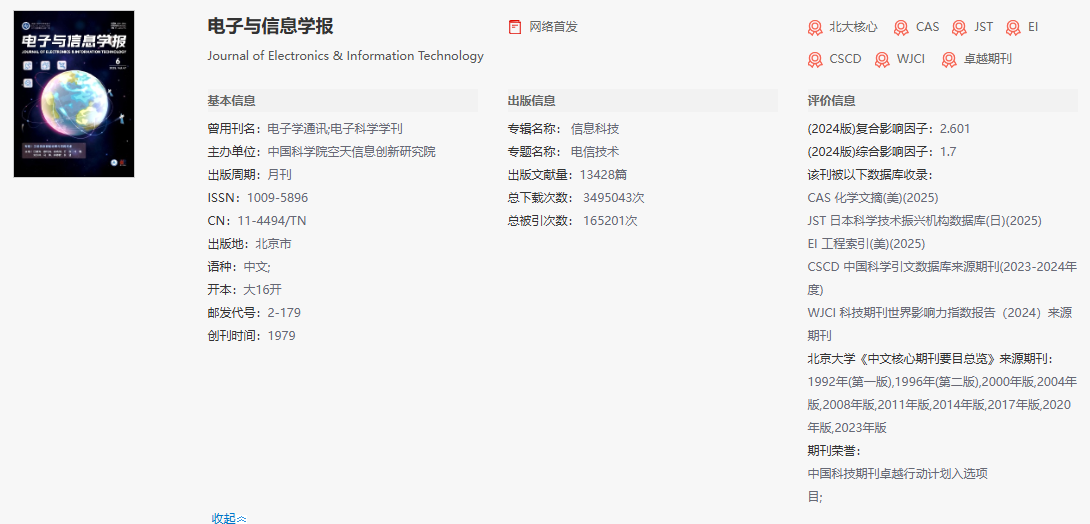 电子与信息学报
JOURNAL OF ELECTRONICS & INFORMATION TECHNOLOGY
6
电子与信息学报
Journal of Electronics & Information Technology
网络首发
北大核心 CAS JST EI
CSCD WJCI 卓越期刊
基本信息
曾用刊名：电子学通讯;电子科学学刊
主办单位：中国科学院空天信息创新研究院
出版周期：月刊
ISSN：1009-5896
CN：11-4494/TN
出版地：北京市
语种：中文;
开本：大16开
邮发代号：2-179
创刊时间：1979
出版信息
专辑名称：信息科技
专题名称：电信技术
出版文献量：13428篇
总下载次数：3495043次
总被引次数：165201次
评价信息
(2024版)复合影响因子：2.601
(2024版)综合影响因子：1.7
该刊被以下数据库收录：
CAS 化学文摘(美)(2025)
JST 日本科学技术振兴机构数据库(日)(2025)
EI 工程索引(美)(2025)
CSCD 中国科学引文数据库来源期刊(2023-2024年
度)
WJCI 科技期刊世界影响力指数报告（2024）来源
期刊
北京大学《中文核心期刊要目总览》来源期刊：
1992年(第一版),1996年(第二版),2000年版,2004年
版,2008年版,2011年版,2014年版,2017年版,2020
年版,2023年版
期刊荣誉：
中国科技期刊卓越行动计划入选项
目;
收起